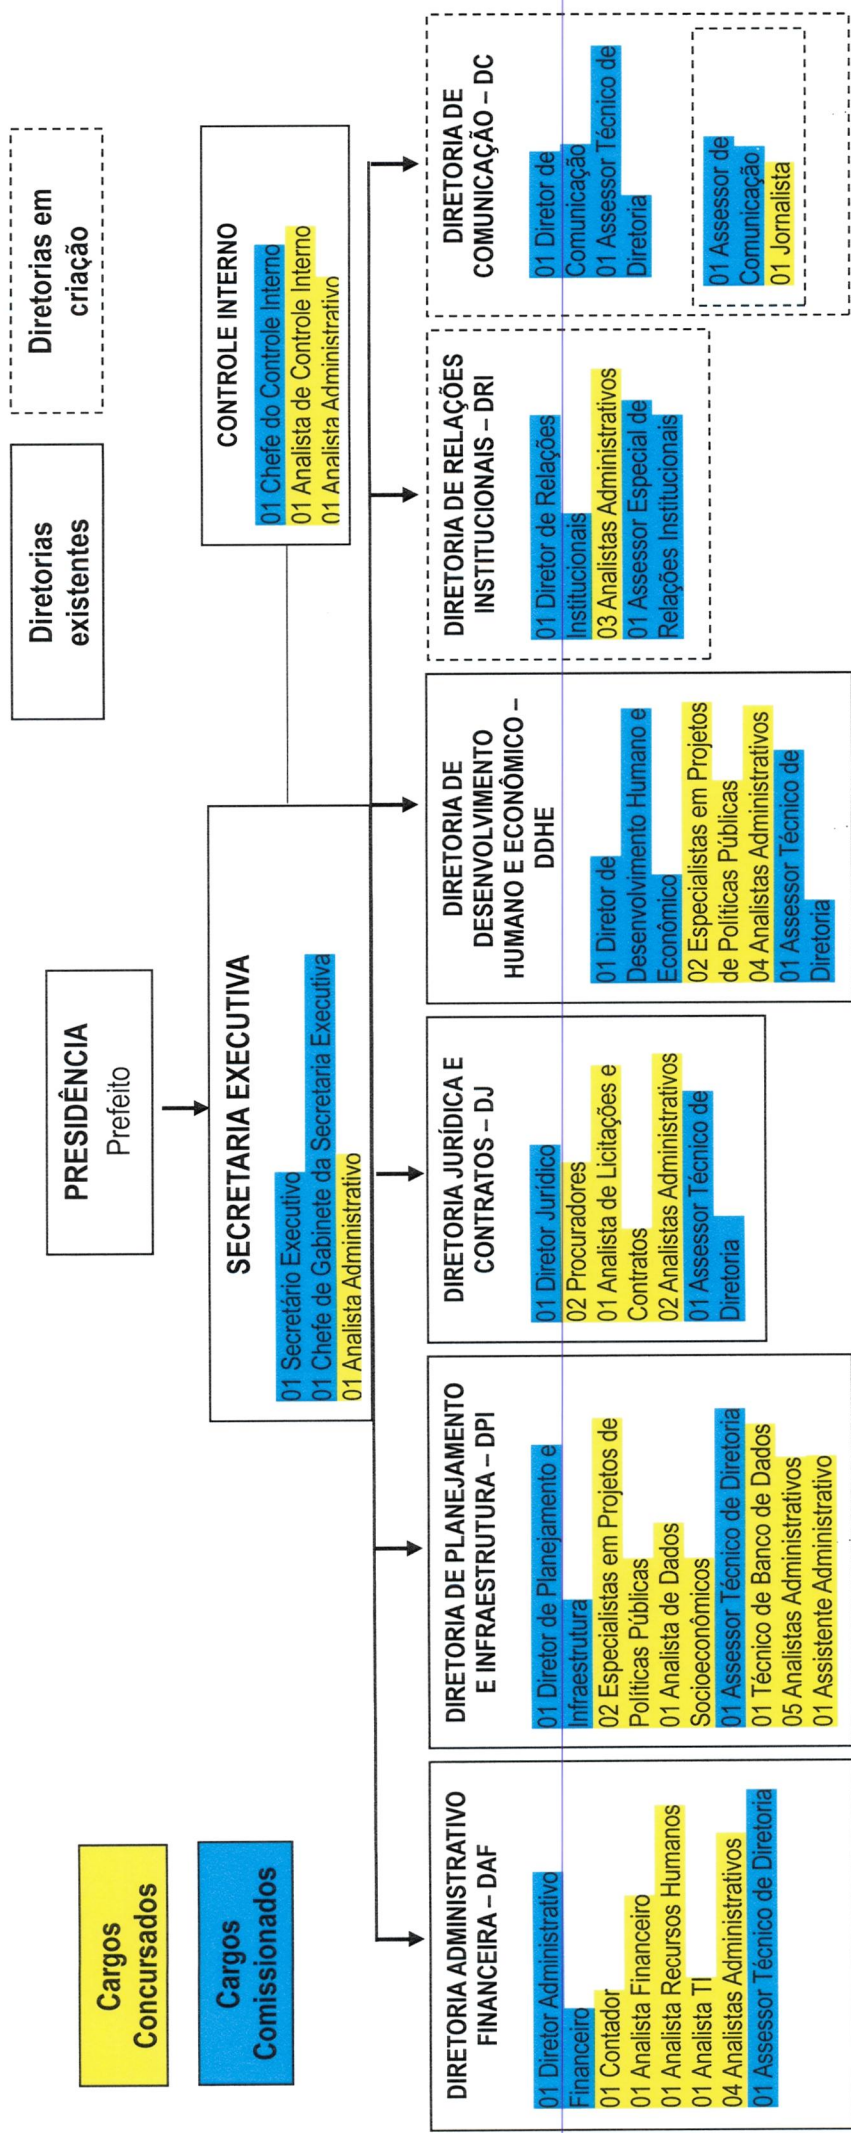 Cargos
Concursados
Cargos
Comissionados
PRESIDÊNCIA
Prefeito
Diretorias
existentes
Diretorias em
criação
SECRETARIA EXECUTIVA
01 Secretário Executivo
01 Chefe de Gabinete da Secretaria Executiva
01 Analista Administrativo
CONTROLE INTERNO
01 Chefe do Controle Interno
01 Analista de Controle Interno
01 Analista Administrativo
DIRETORIA ADMINISTRATIVO
FINANCEIRA – DAF
01 Diretor Administrativo
Financeiro
01 Contador
01 Analista Financeiro
01 Analista Recursos Humanos
01 Analista TI
04 Analistas Administrativos
01 Assessor Técnico de Diretoria
DIRETORIA DE PLANEJAMENTO
E INFRAESTRUTURA – DPI
01 Diretor de Planejamento e
Infraestrutura
02 Especialistas em Projetos de
Políticas Públicas
01 Analista de Dados
Socioeconômicos
01 Assessor Técnico de Diretoria
01 Técnico de Banco de Dados
05 Analistas Administrativos
01 Assistente Administrativo
DIRETORIA JURÍDICA E
CONTRATOS – DJ
01 Diretor Jurídico
02 Procuradores
01 Analista de Licitações e
Contratos
02 Analistas Administrativos
01 Assessor Técnico de
Diretoria
DIRETORIA DE
DESENVOLVIMENTO
HUMANO E ECONÔMICO –
DDHE
01 Diretor de
Desenvolvimento Humano e
Econômico
02 Especialistas em Projetos
de Políticas Públicas
04 Analistas Administrativos
01 Assessor Técnico de
Diretoria
DIRETORIA DE RELAÇÕES
INSTITUCIONAIS – DRI
01 Diretor de Relações
Institucionais
03 Analistas Administrativos
01 Assessor Especial de
Relações Institucionais
DIRETORIA DE
COMUNICAÇÃO – DC
01 Diretor de
Comunicação
01 Assessor Técnico de
Diretoria
01 Assessor de
Comunicação
01 Jornalista